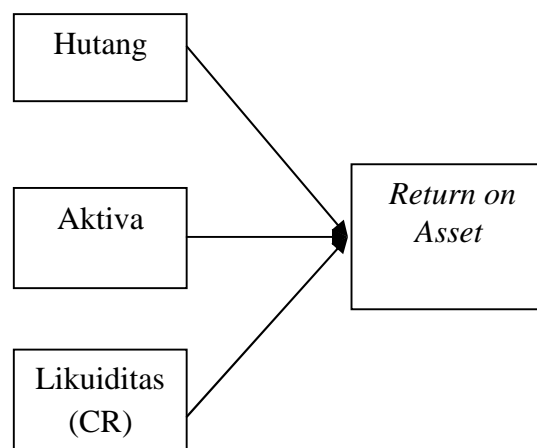 Hutang
Aktiva
Likuiditas
(CR)
Return on
Asset